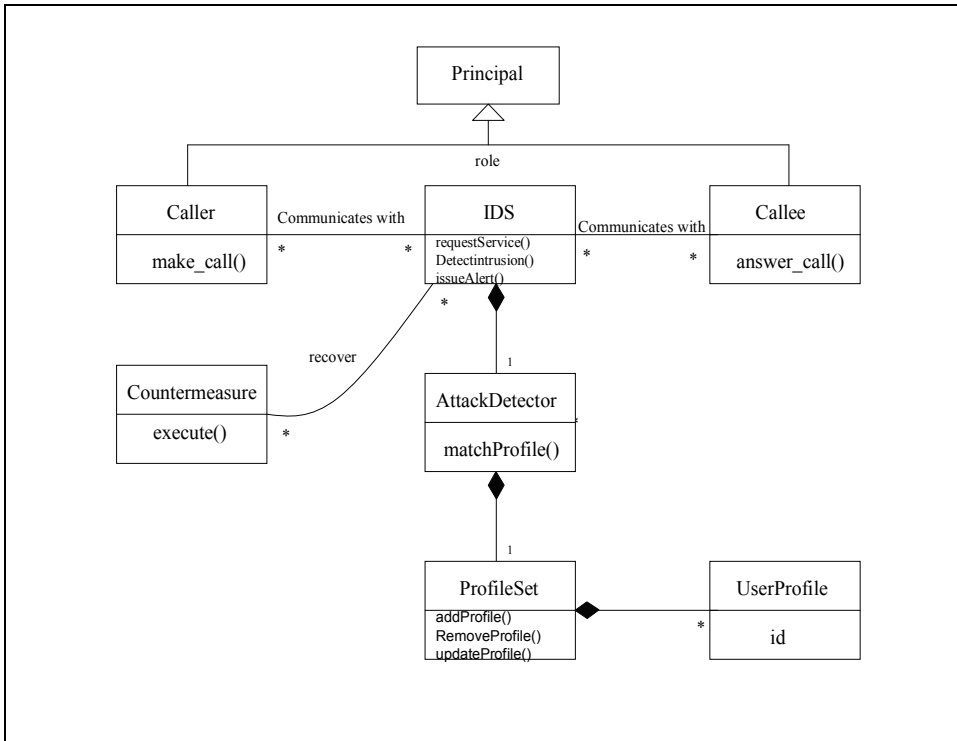 Principal
role
Caller
make_call()
Communicates with
*
*
IDS
requestService()
Detectintrusion()
issueAlert()
Communicates with
*
*
Callee
answer_call()
*
recover
*
Countermeasure
execute()
1
AttackDetector
matchProfile()
*
1
ProfileSet
addProfile()
RemoveProfile()
updateProfile()
*
UserProfile
id